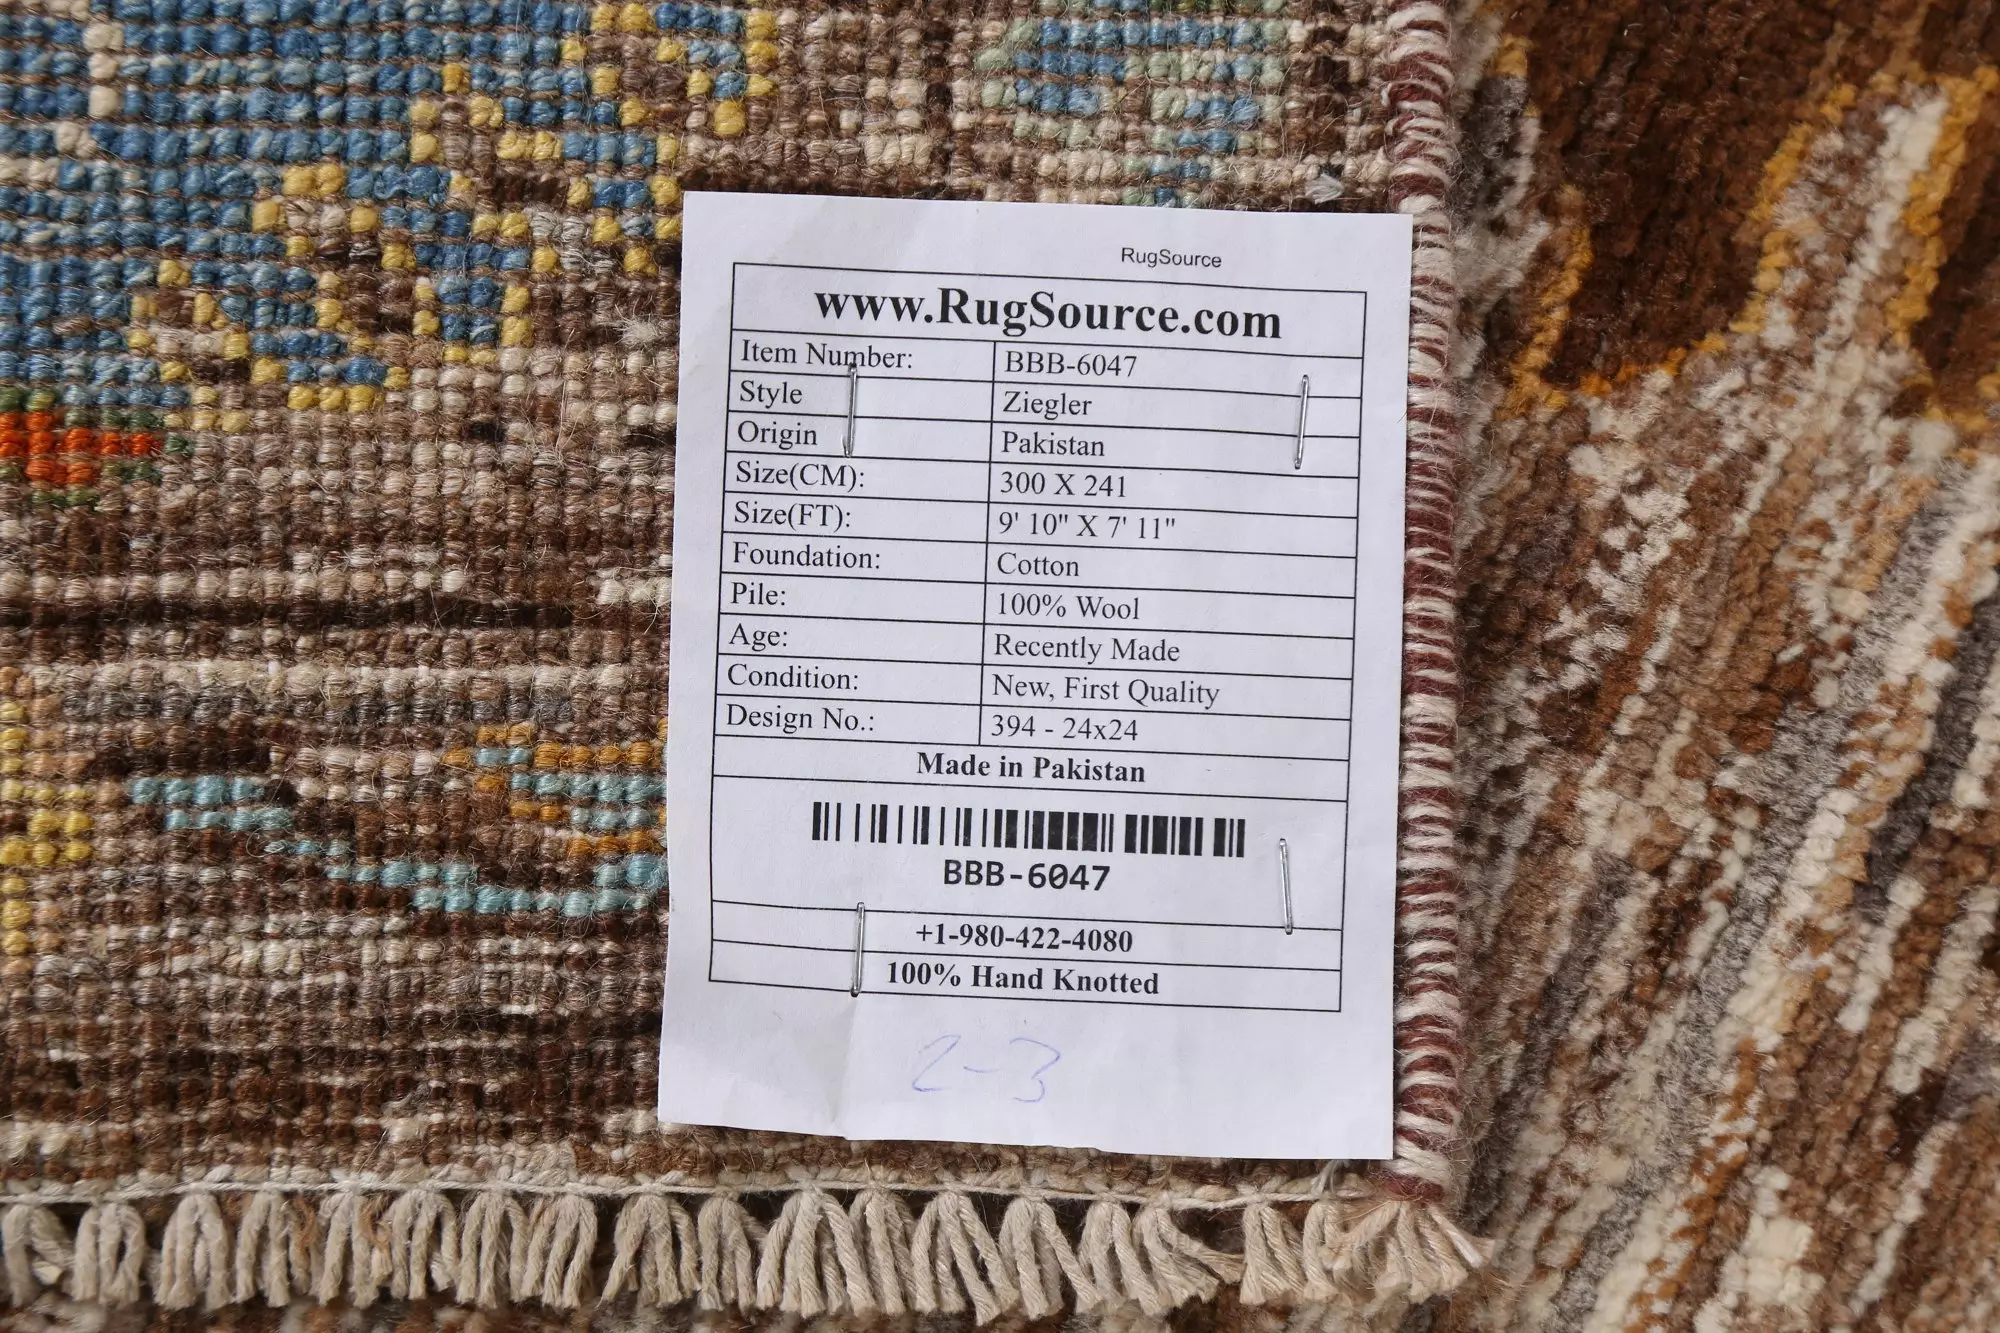 RugSource
www.RugSource.com
Item Number: BBB-6047
Style Ziegler
Origin Pakistan
Size(CM): 300 X 241
Size(FT): 9' 10" X 7' 11"
Foundation: Cotton
Pile: 100% Wool
Age: Recently Made
Condition: New, First Quality
Design No.: 394 - 24x24
Made in Pakistan
BBB-6047
+1-980-422-4080
100% Hand Knotted
2-3